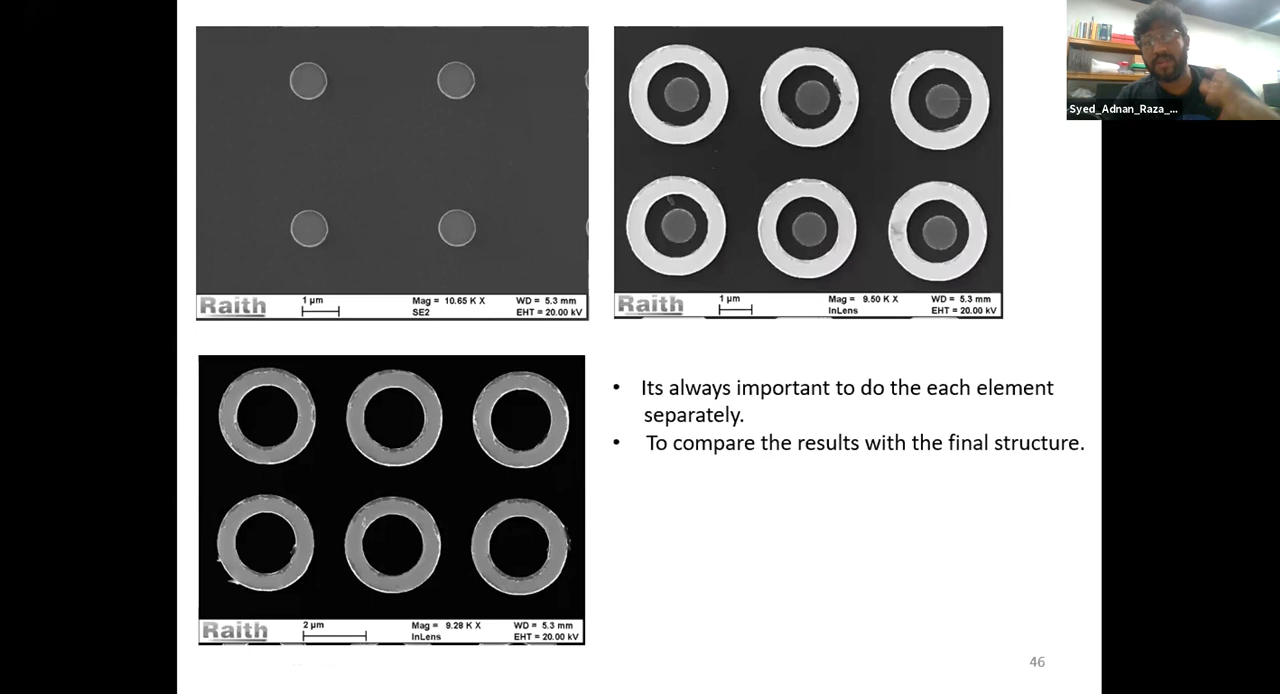 Syed_Adnan_Raza_...
Raith
1 µm
Mag = 10.65 K X
WD = 5.3 mm
SE2
EHT = 20.00 kV
Raith
1 µm
Mag = 9.50 K X
WD = 5.3 mm
InLens
EHT = 20.00 kV
• Its always important to do the each element
separately.
• To compare the results with the final structure.
Raith
2 µm
Mag = 9.28 K X
WD = 5.3 mm
InLens
EHT = 20.00 kV
46